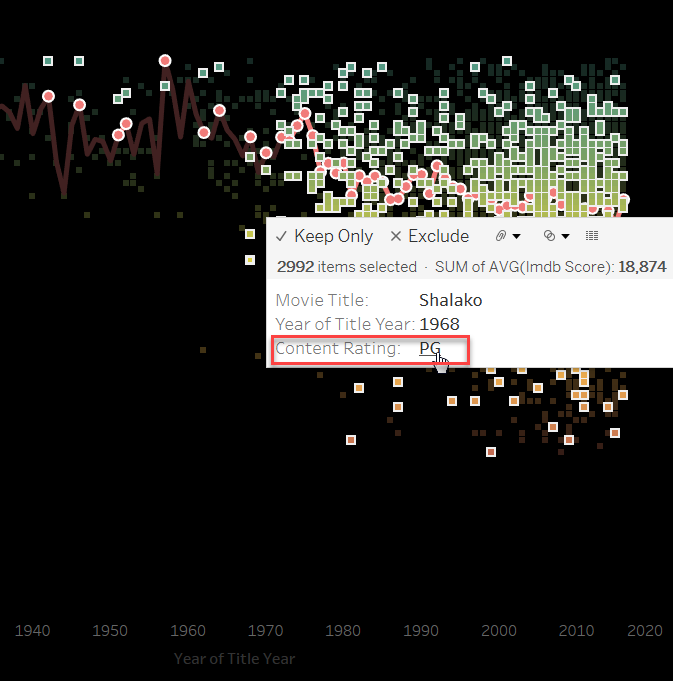 Keep Only Exclude
2992 items selected · SUM of AVG(Imdb Score): 18,874
Movie Title: Shalako
Year of Title Year: 1968
Content Rating: PG
1940 1950 1960 1970 1980 1990 2000 2010 2020
Year of Title Year